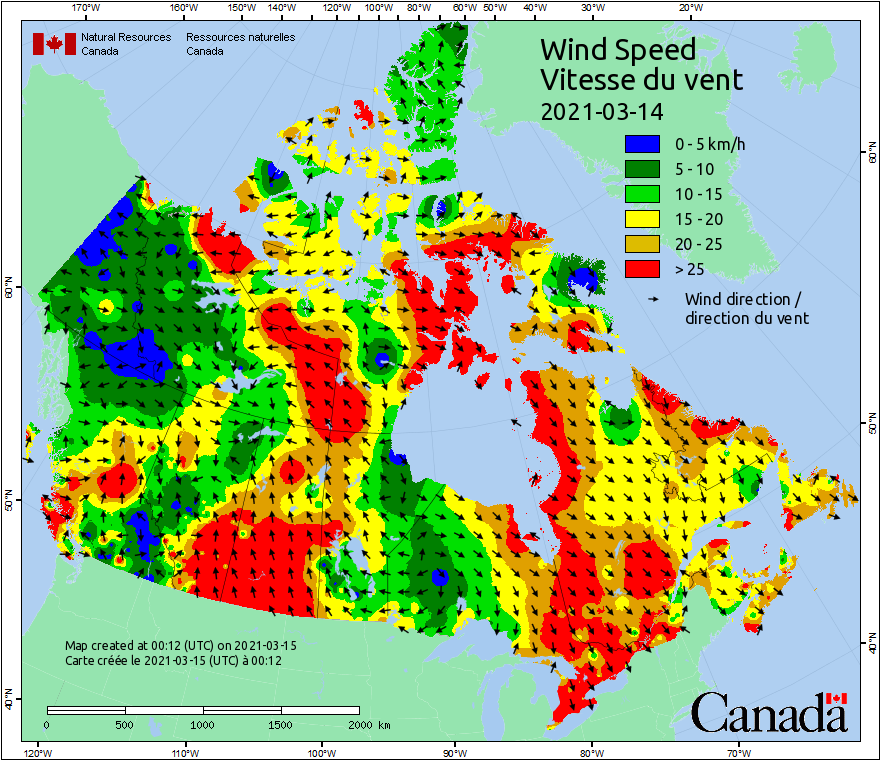 170°W 160°W 150°W 140°W 120°W 100°W 80°W 60°W 50°W 40°W 30°W 20°W
Natural Resources Canada
Ressources naturelles Canada
Wind Speed
Vitesse du vent
2021-03-14
0 - 5 km/h
5 - 10
10 - 15
15 - 20
20 - 25
> 25
Wind direction /
direction du vent
60°N
60°N
50°N
50°N
40°N
40°N
Map created at 00:12 (UTC) on 2021-03-15
Carte créée le 2021-03-15 (UTC) à 00:12
0 500 1000 1500 2000 km
Canada
120°W 110°W 100°W 90°W 80°W 70°W